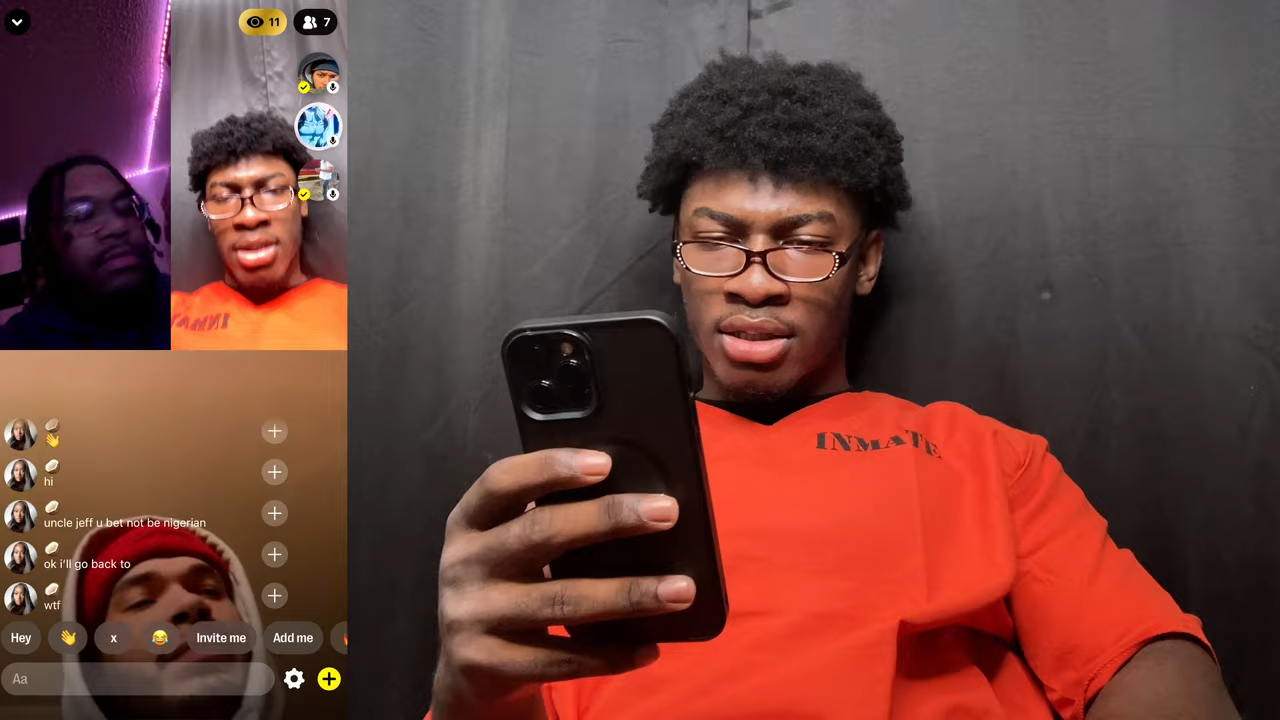 11
7
INMATE
INMATE
hi
uncle jeff u bet not be nigerian
ok i'll go back to
wtf
Hey
x
Invite me
Add me
Aa